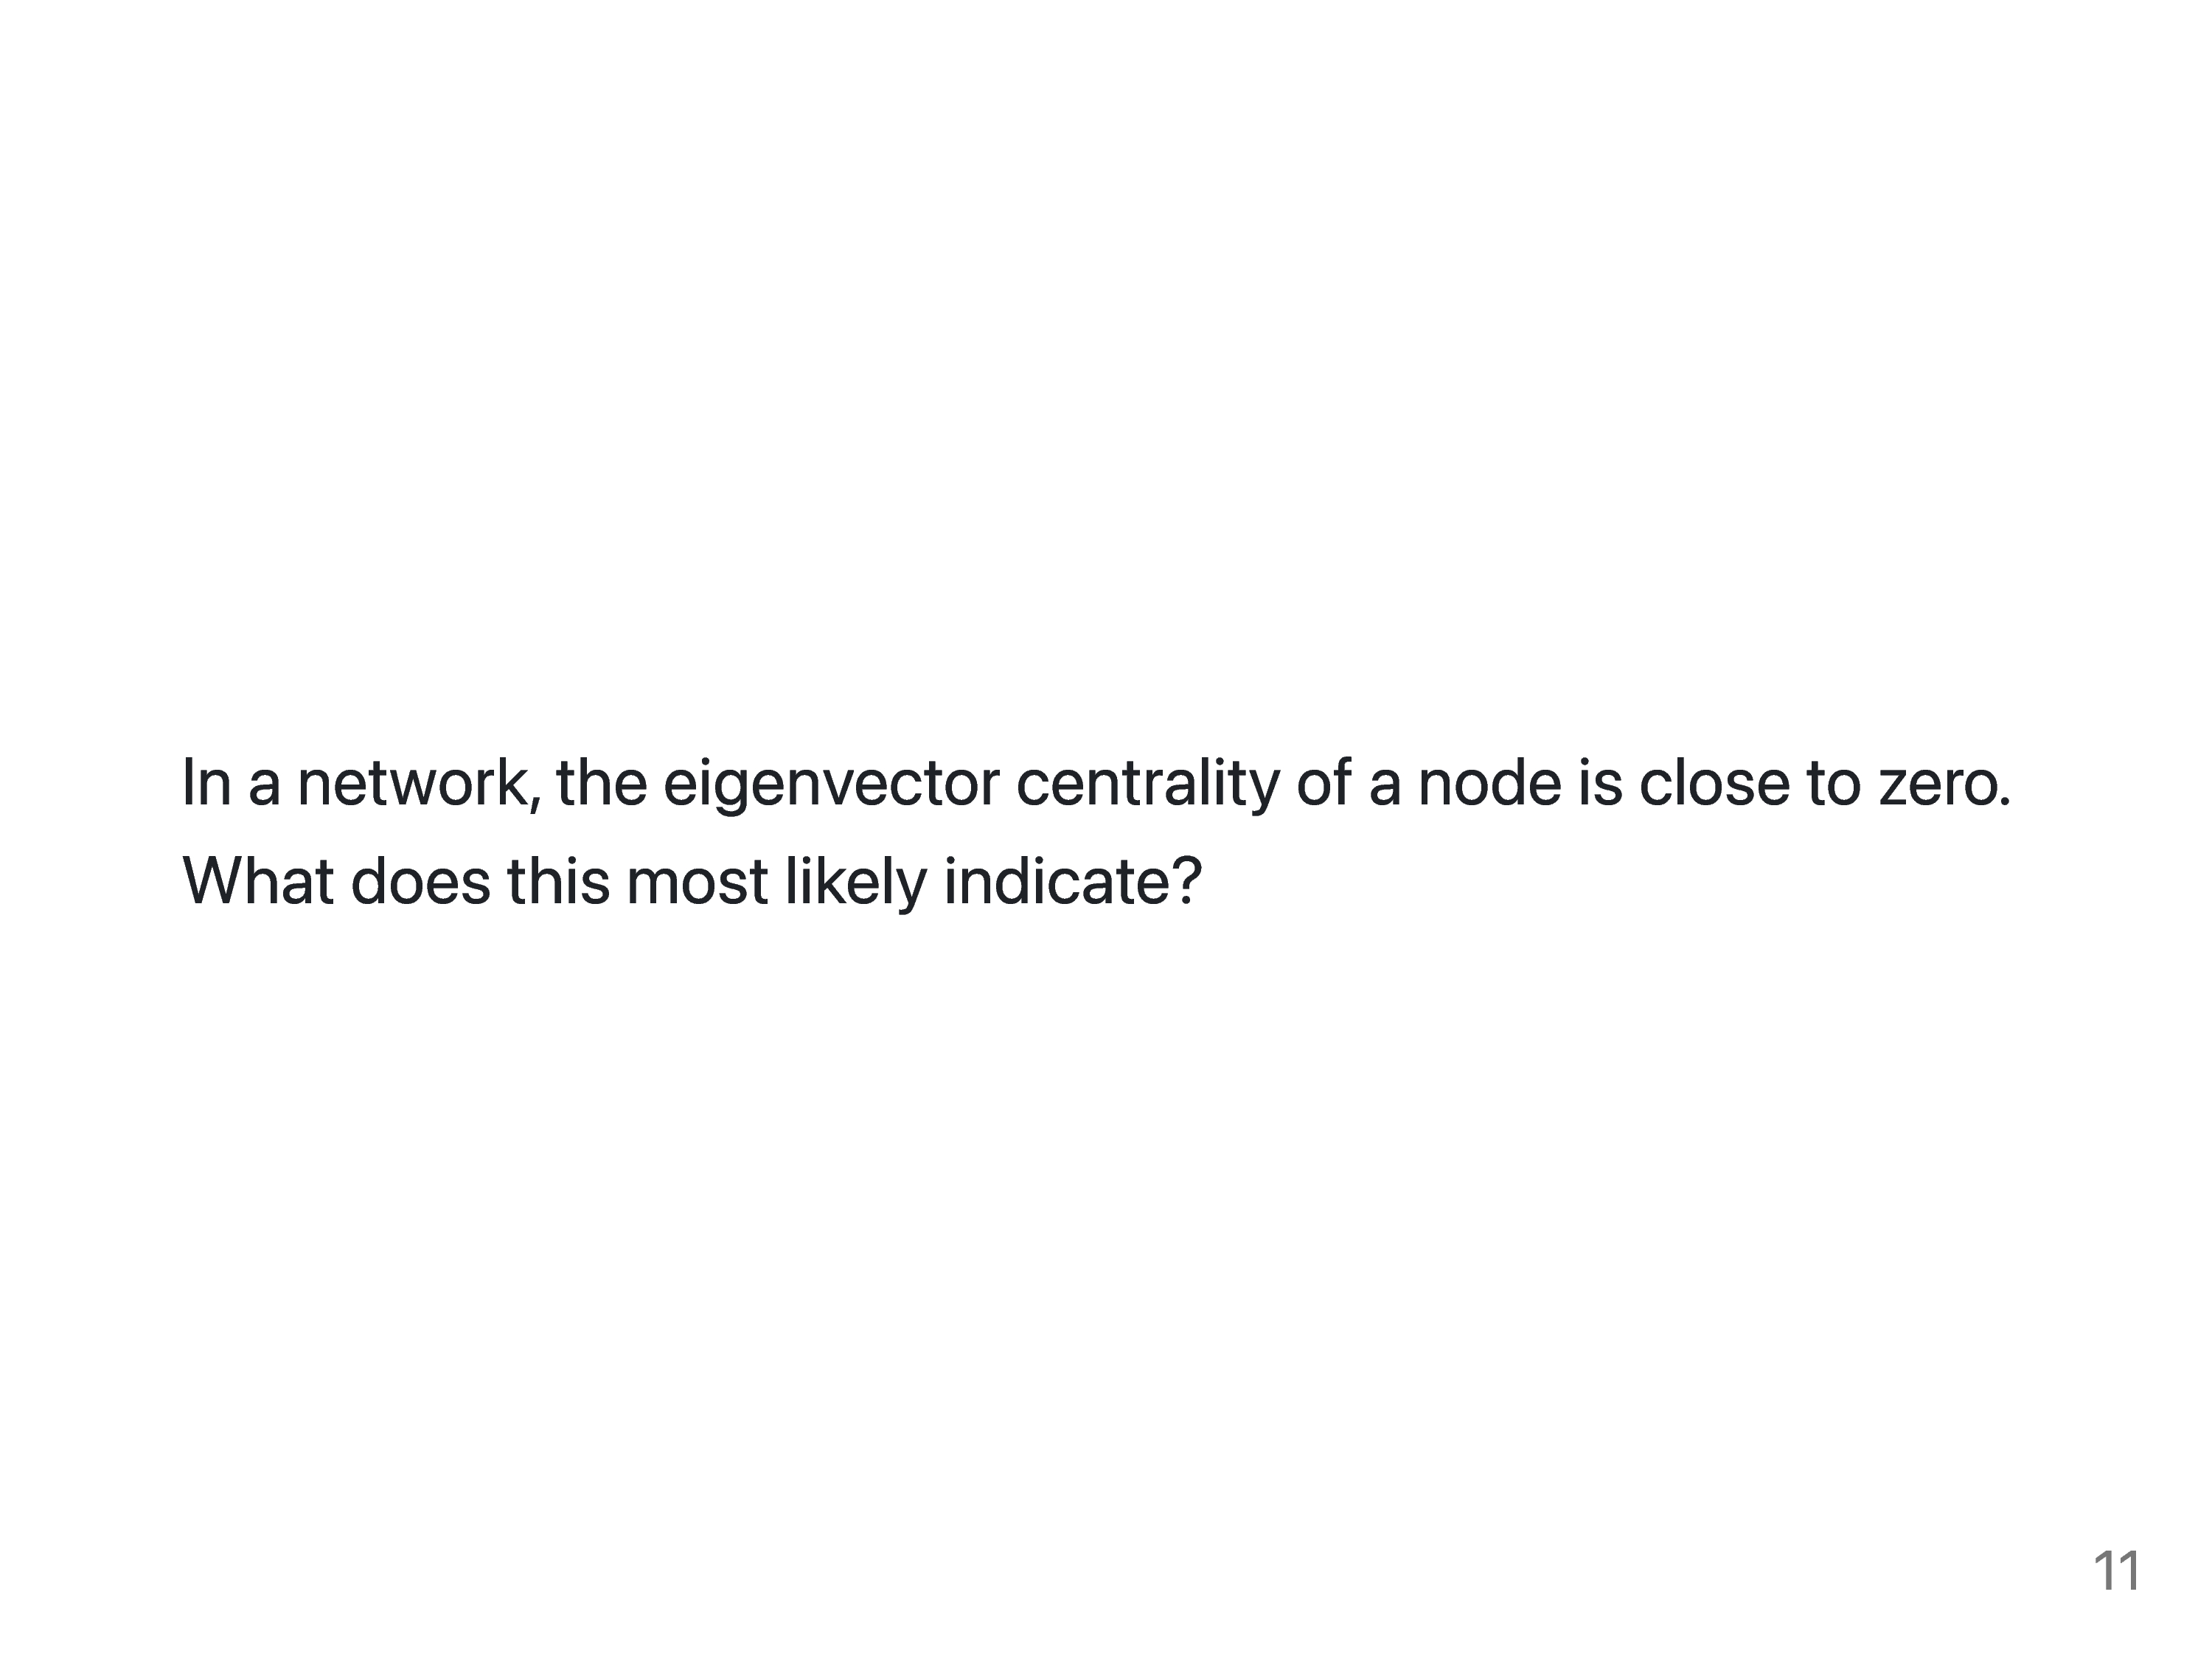 In a network, the eigenvector centrality of a node is close to zero.
What does this most likely indicate?
11